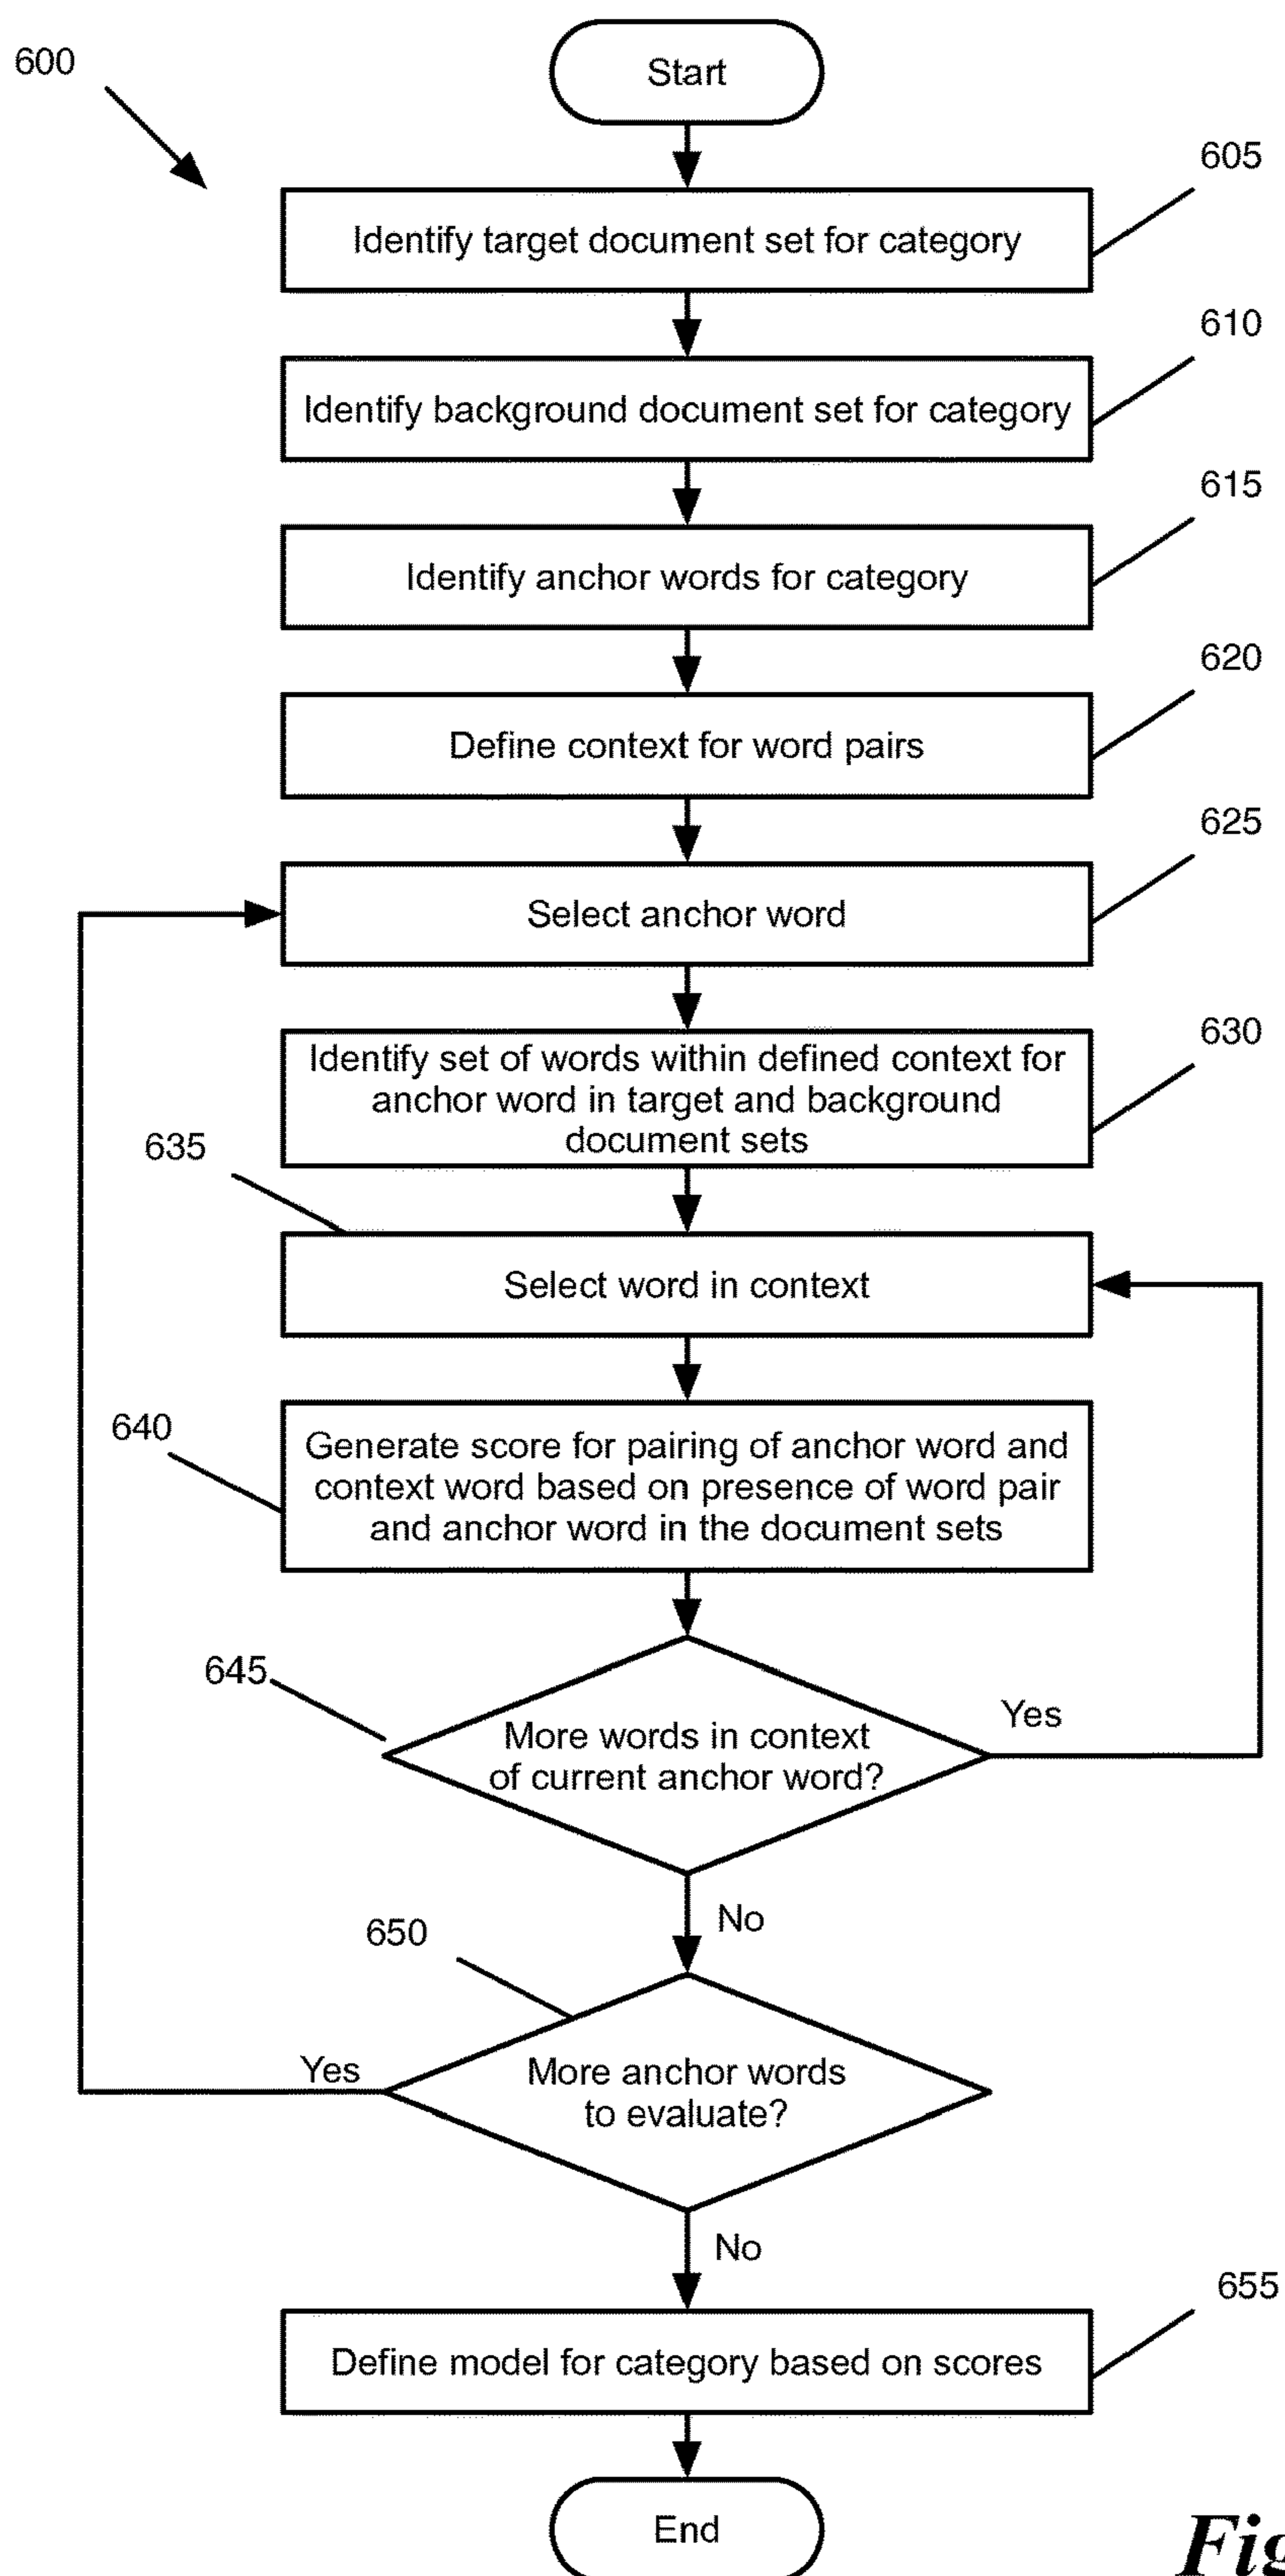 600
Start
605
Identify target document set for category
610
Identify background document set for category
615
Identify anchor words for category
620
Define context for word pairs
625
Select anchor word
630
Identify set of words within defined context for
anchor word in target and background
document sets
635
Select word in context
640
Generate score for pairing of anchor word and
context word based on presence of word pair
and anchor word in the document sets
645
More words in context
of current anchor word?
Yes
No
650
More anchor words
to evaluate?
Yes
No
655
Define model for category based on scores
End